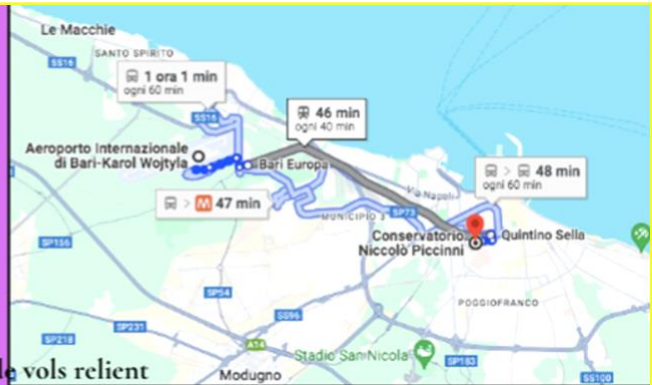 Le Macchie
SANTO SPIRITO
SS16
1 ora 1 min
ogni 60 min
SS16
46 min
ogni 40 min
Aeroporto Internazionale
di Bari-Karol Wojtyla
Bari Europa
48 min
ogni 60 min
> M 47 min
Via Napoli
MUNICIPIO 3
SP73
Conservatorio
Niccolò Piccinni
Quintino Sella
SP156
SP54
POGGIOFRANCO
SP231
SS96
SP218
A14
Stadio San Nicola
SP183
Modugno
SS100
de vols relient